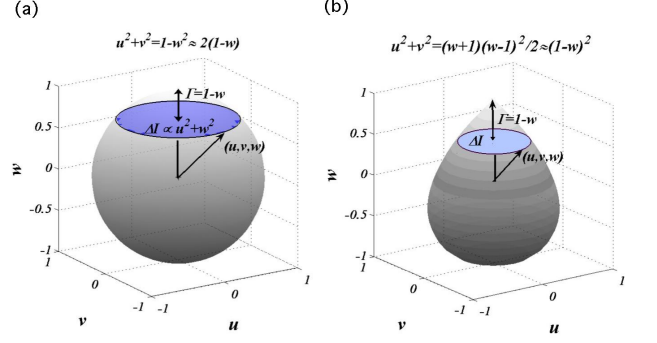 (a)
u²+v²=1-w²≈ 2(1-w)
1
0.5
0
-0.5
-1
w
Γ=1-w
ΔI ∝ u²+w²
(u,v,w)
1
0
-1
v
-1
0
1
u
(b)
u²+v²=(w+1)(w-1)²/2≈(1-w)²
1
0.5
0
-0.5
-1
w
Γ=1-w
ΔI
(u,v,w)
1
0
-1
v
-1
0
1
u